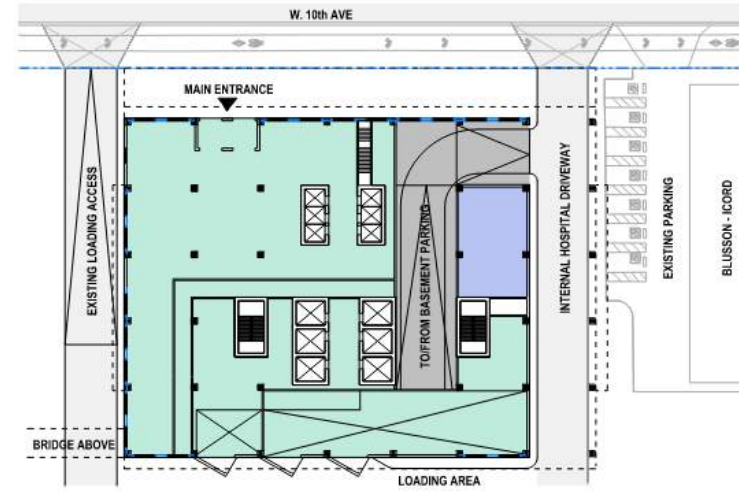 W. 10th AVE
MAIN ENTRANCE
EXISTING LOADING ACCESS
TO/FROM BASEMENT PARKING
INTERNAL HOSPITAL DRIVEWAY
EXISTING PARKING
BLUSSON - ICORD
BRIDGE ABOVE
LOADING AREA